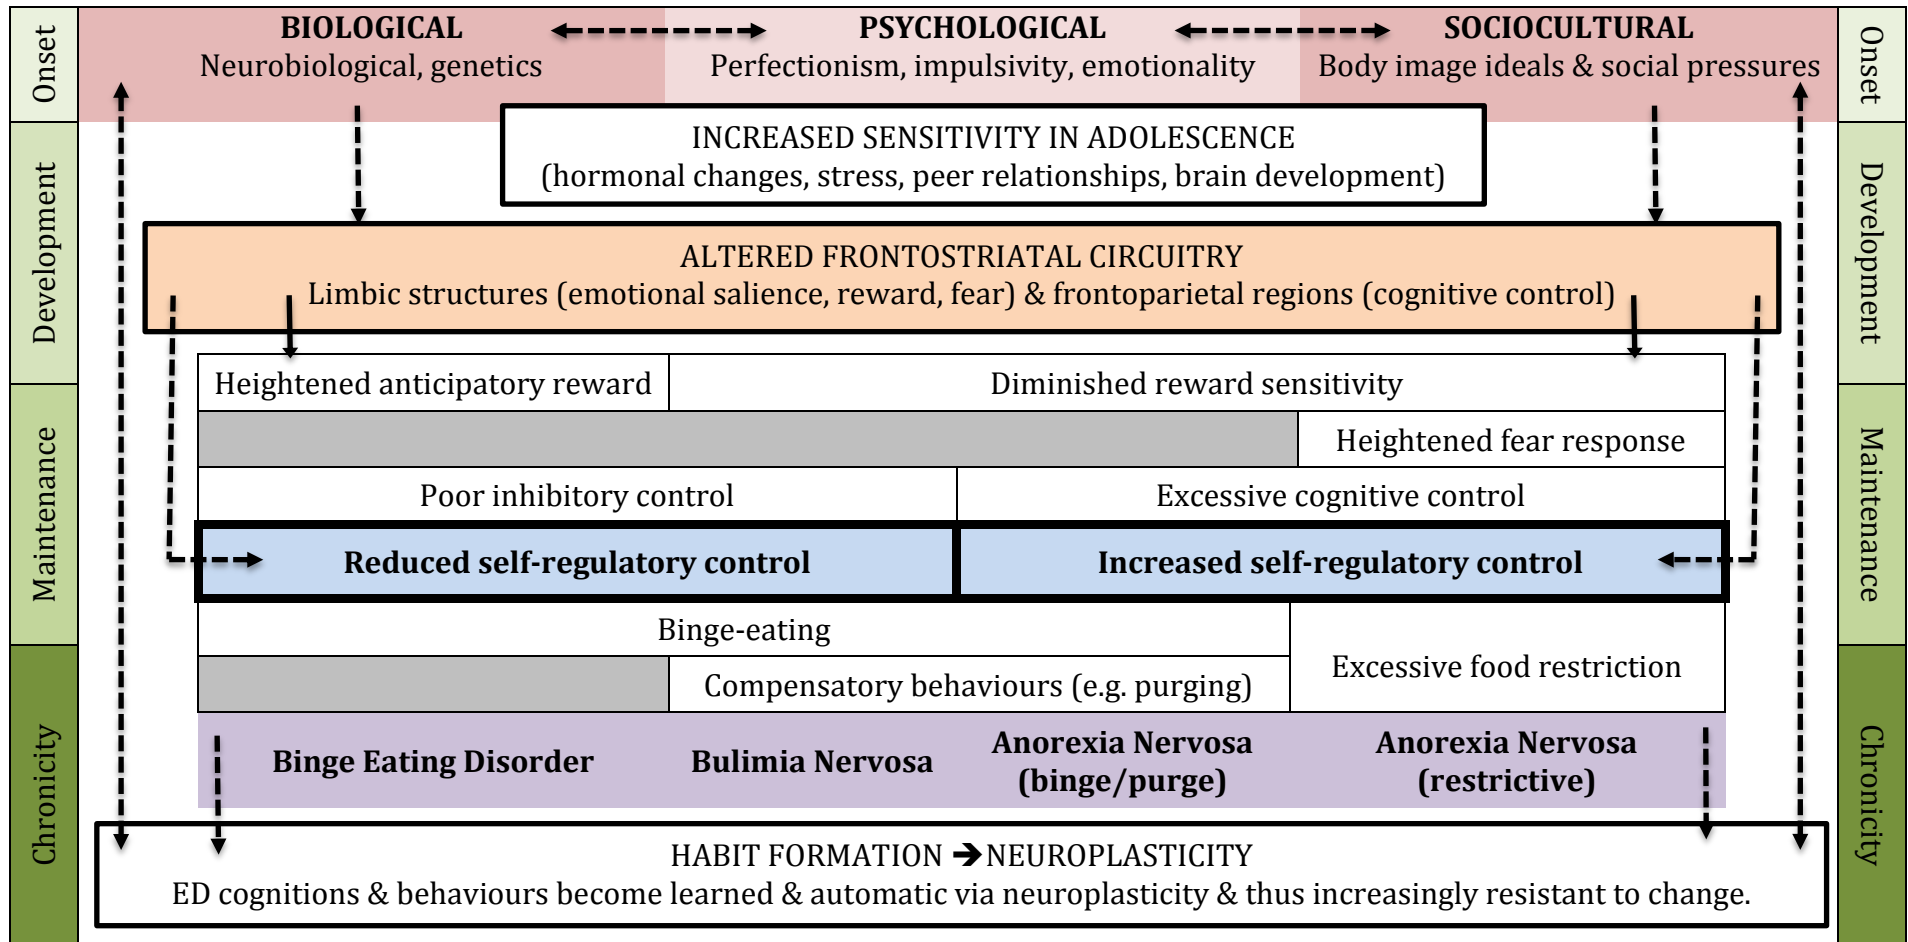 Onset
BIOLOGICAL
Neurobiological, genetics
PSYCHOLOGICAL
Perfectionism, impulsivity, emotionality
SOCIOCULTURAL
Body image ideals & social pressures
Onset
INCREASED SENSITIVITY IN ADOLESCENCE
(hormonal changes, stress, peer relationships, brain development)
Development
Development
ALTERED FRONTOSTRIATAL CIRCUITRY
Limbic structures (emotional salience, reward, fear) & frontoparietal regions (cognitive control)
Heightened anticipatory reward
Diminished reward sensitivity
Heightened fear response
Maintenance
Maintenance
Poor inhibitory control
Excessive cognitive control
Reduced self-regulatory control
Increased self-regulatory control
Binge-eating
Excessive food restriction
Compensatory behaviours (e.g. purging)
Chronicity
Chronicity
Binge Eating Disorder
Bulimia Nervosa
Anorexia Nervosa
(binge/purge)
Anorexia Nervosa
(restrictive)
HABIT FORMATION ➔ NEUROPLASTICITY
ED cognitions & behaviours become learned & automatic via neuroplasticity & thus increasingly resistant to change.